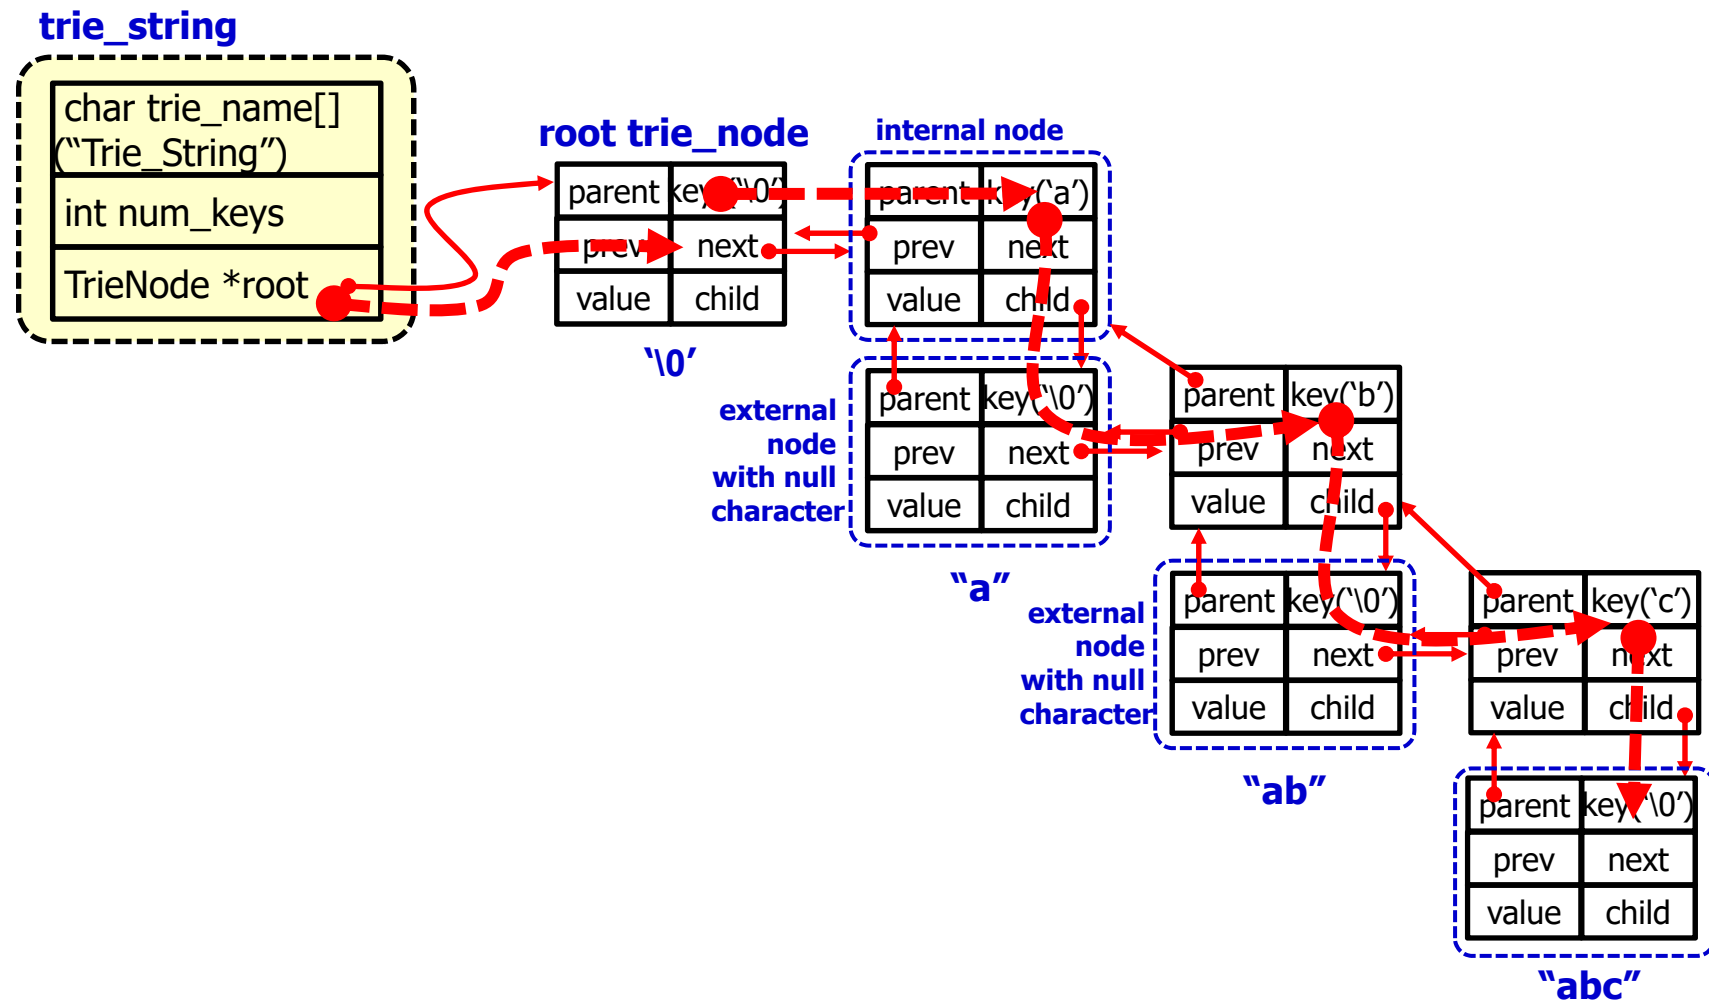 trie_string
char trie_name[]
(“Trie_String”)
int num_keys
TrieNode *root
root trie_node
parent key('\0')
prev next
value child
‘\0’
internal node
parent key(‘a’)
prev next
value child
external
node
with null
character
parent key(‘\0’)
prev next
value child
“a”
parent key(‘b’)
prev next
value child
external
node
with null
character
parent key(‘\0’)
prev next
value child
“ab”
parent key(‘c’)
prev next
value child
parent key(‘\0’)
prev next
value child
“abc”